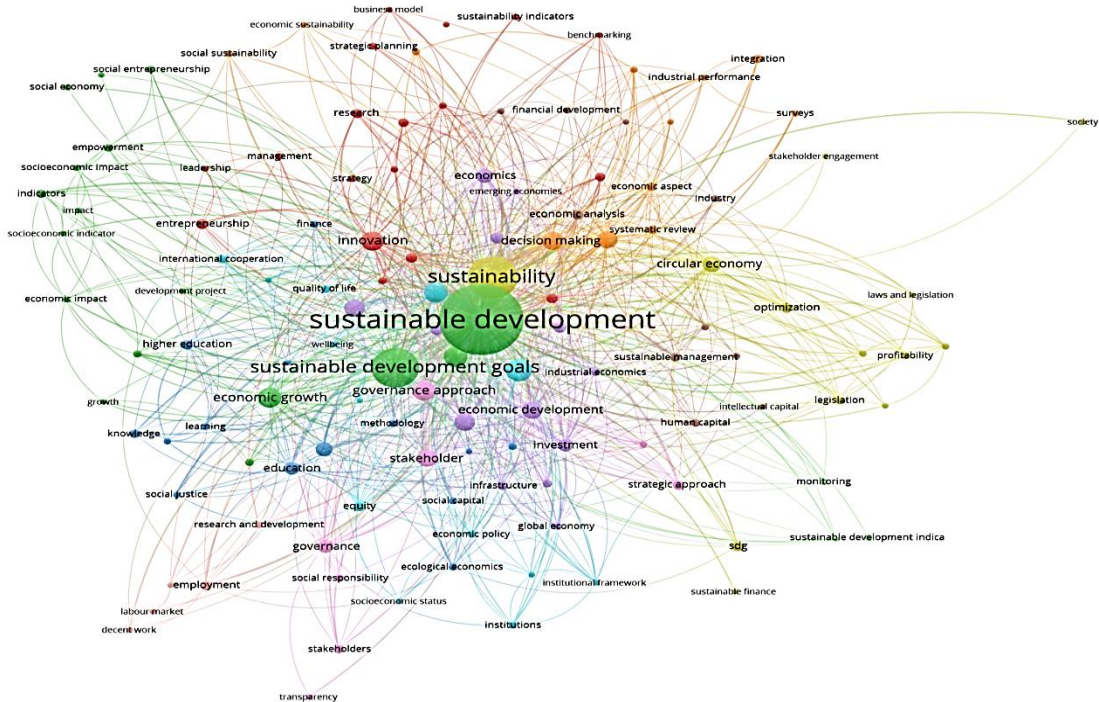 business model
sustainability indicators
economic sustainability
benchmarking
strategic planning
social sustainability
integration
social entrepreneurship
industrial performance
social economy
financial development
research
surveys
society
empowerment
management
stakeholder engagement
socioeconomic impact
leadership
economics
strategy
economic aspect
indicators
emerging economies
industry
impact
economic analysis
entrepreneurship
finance
systematic review
socioeconomic indicator
innovation
decision making
international cooperation
circular economy
sustainability
quality of life
development project
laws and legislation
economic impact
optimization
sustainable development
higher education
wellbeing
sustainable management
profitability
sustainable development goals
industrial economics
governance approach
economic growth
growth
legislation
intellectual capital
economic development
learning
methodology
human capital
knowledge
investment
stakeholder
education
monitoring
infrastructure
strategic approach
social justice
social capital
equity
research and development
global economy
economic policy
sustainable development indica
governance
sdg
ecological economics
social responsibility
institutional framework
employment
sustainable finance
socioeconomic status
labour market
institutions
decent work
stakeholders
transparency